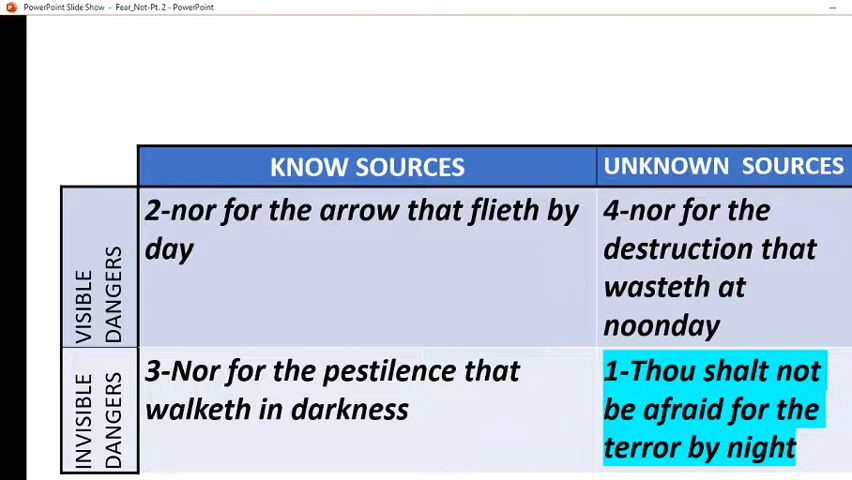 PowerPoint Slide Show - Fear_Not-Pt. 2 - PowerPoint
KNOW SOURCES
UNKNOWN SOURCES
VISIBLE
DANGERS
2-nor for the arrow that flieth by
day
4-nor for the
destruction that
wasteth at
noonday
INVISIBLE
DANGERS
3-Nor for the pestilence that
walketh in darkness
1-Thou shalt not
be afraid for the
terror by night